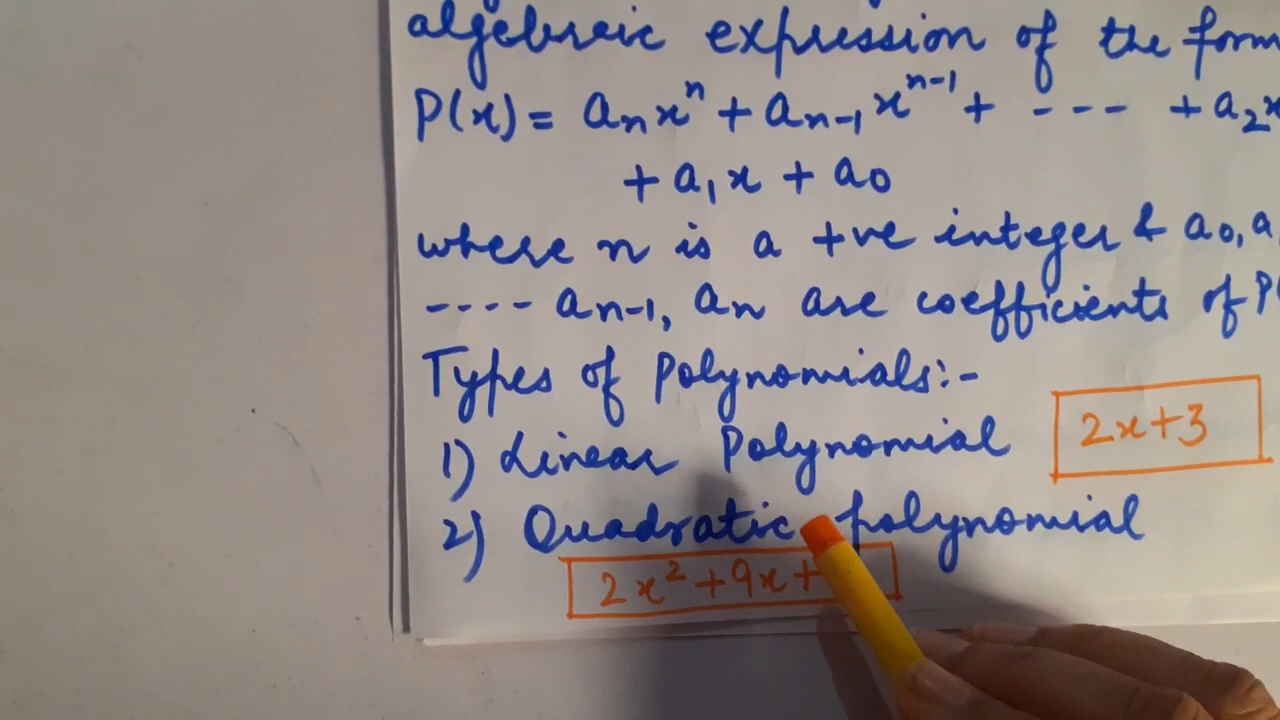 algebraic expression of the form
P(x) = aₙxⁿ + aₙ₋₁xⁿ⁻¹ + ---- + a₂x
+ a₁x + a₀
where n is a +ve integer & a₀, a
---- aₙ₋₁, aₙ are coefficients of P(
Types of Polynomials:-
1) Linear Polynomial
2x+3
2) Quadratic polynomial
2x²+9x+